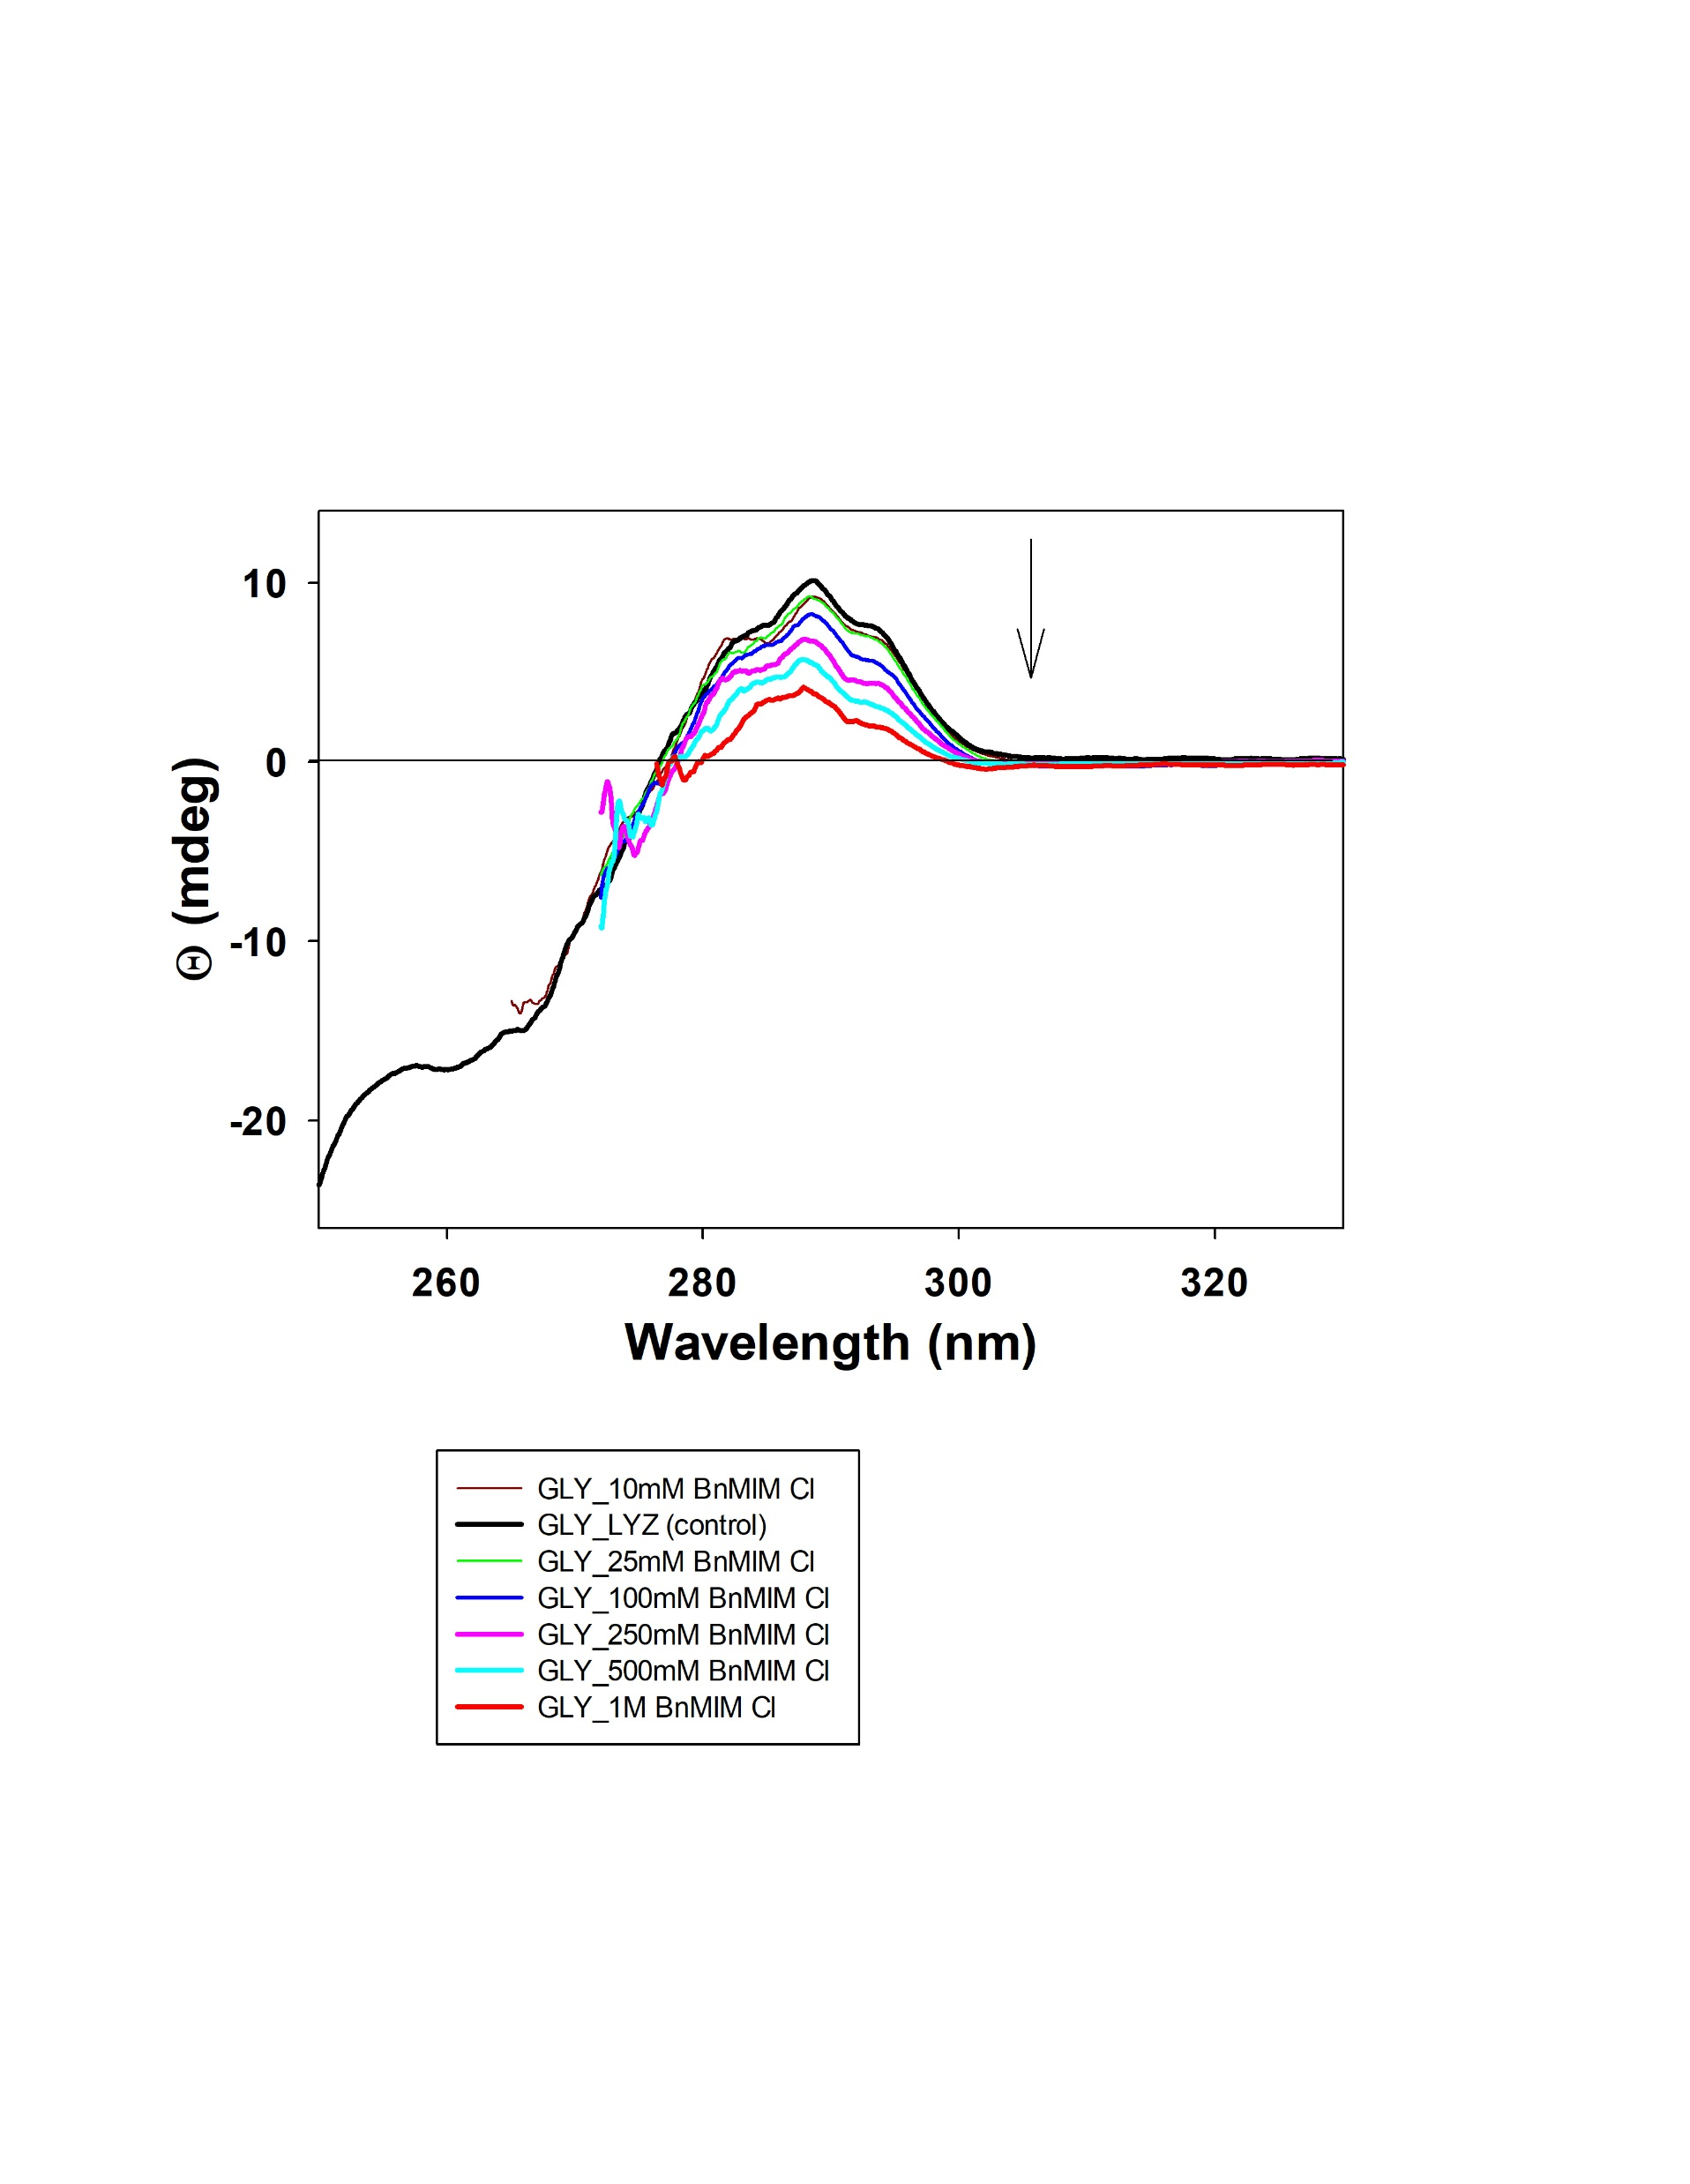 10
0
-10
-20
Θ (mdeg)
260 280 300 320
Wavelength (nm)
GLY_10mM BnMIM Cl
GLY_LYZ (control)
GLY_25mM BnMIM Cl
GLY_100mM BnMIM Cl
GLY_250mM BnMIM Cl
GLY_500mM BnMIM Cl
GLY_1M BnMIM Cl